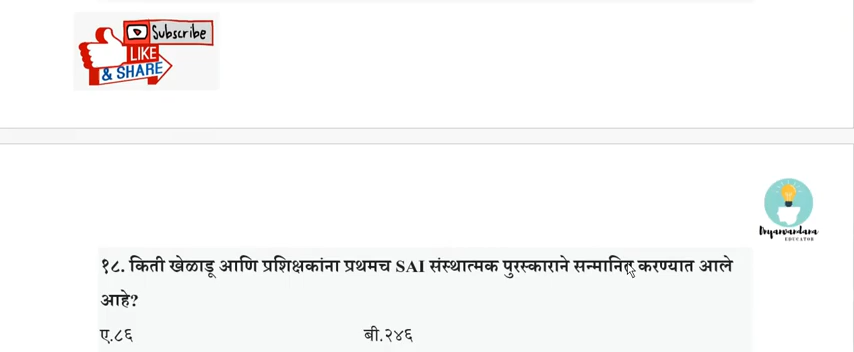 Subscribe
LIKE
& SHARE
Dnyanvandana
EDUCATOR
१८. किती खेळाडू आणि प्रशिक्षकांना प्रथमच SAI संस्थात्मक पुरस्काराने सन्मानित करण्यात आले
आहे?
ए.८६ बी.२४६